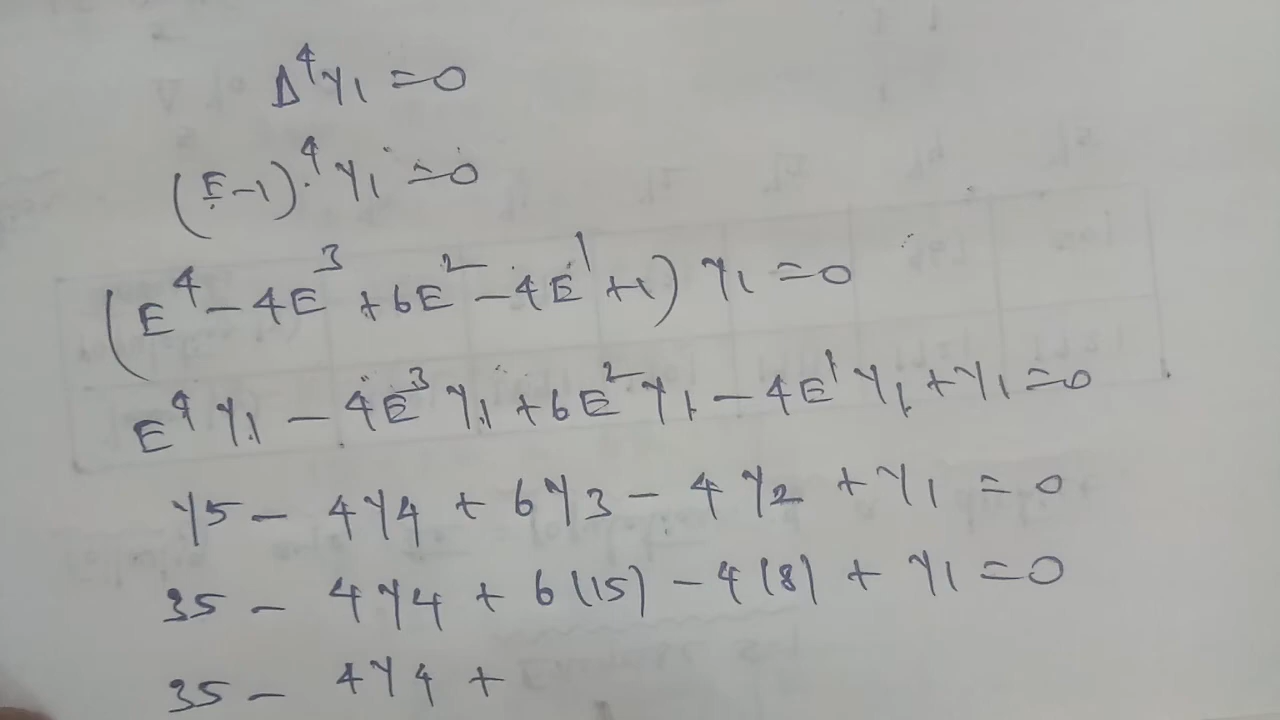 Δ⁴y₁ = 0
(E-1)⁴ y₁ = 0
(E⁴ - 4E³ + 6E² - 4E¹ + 1) y₁ = 0
E⁴ y₁ - 4E³ y₁ + 6E² y₁ - 4E¹ y₁ + y₁ = 0
y5 - 4y4 + 6y3 - 4y2 + y₁ = 0
35 - 4y4 + 6(15) - 4(8) + y₁ = 0
35 - 4y4 +